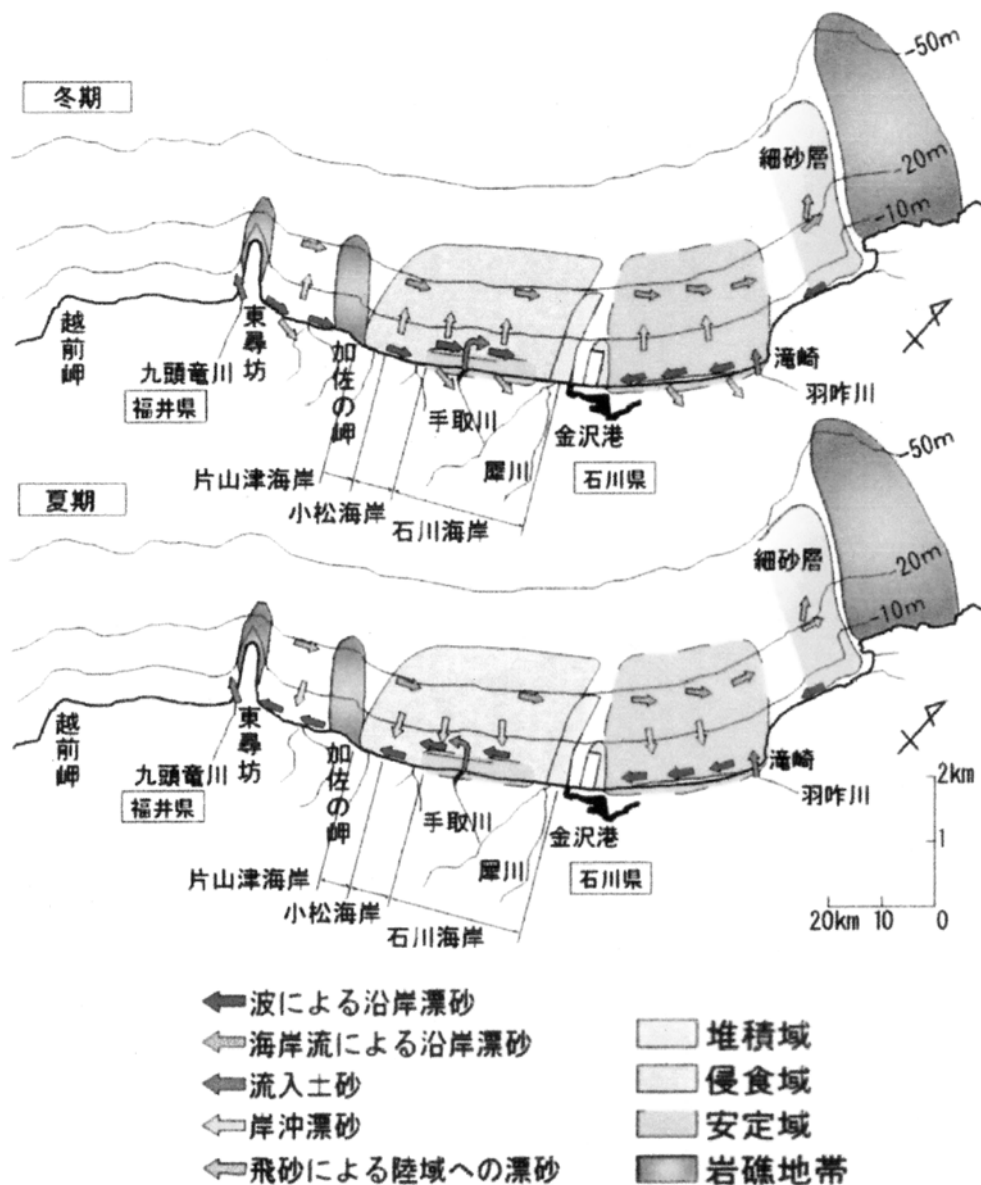 冬期
-50m
細砂層
-20m
-10m
越前岬
東尋坊
九頭竜川
福井県
加佐の岬
手取川
犀川
金沢港
石川県
滝崎
羽咋川
片山津海岸
小松海岸
石川海岸
夏期
-50m
細砂層
-20m
-10m
越前岬
東尋坊
九頭竜川
福井県
加佐の岬
手取川
犀川
金沢港
石川県
滝崎
羽咋川
片山津海岸
小松海岸
石川海岸
2km
1
20km 10 0
波による沿岸漂砂
海岸流による沿岸漂砂
流入土砂
岸沖漂砂
飛砂による陸域への漂砂
堆積域
侵食域
安定域
岩礁地帯